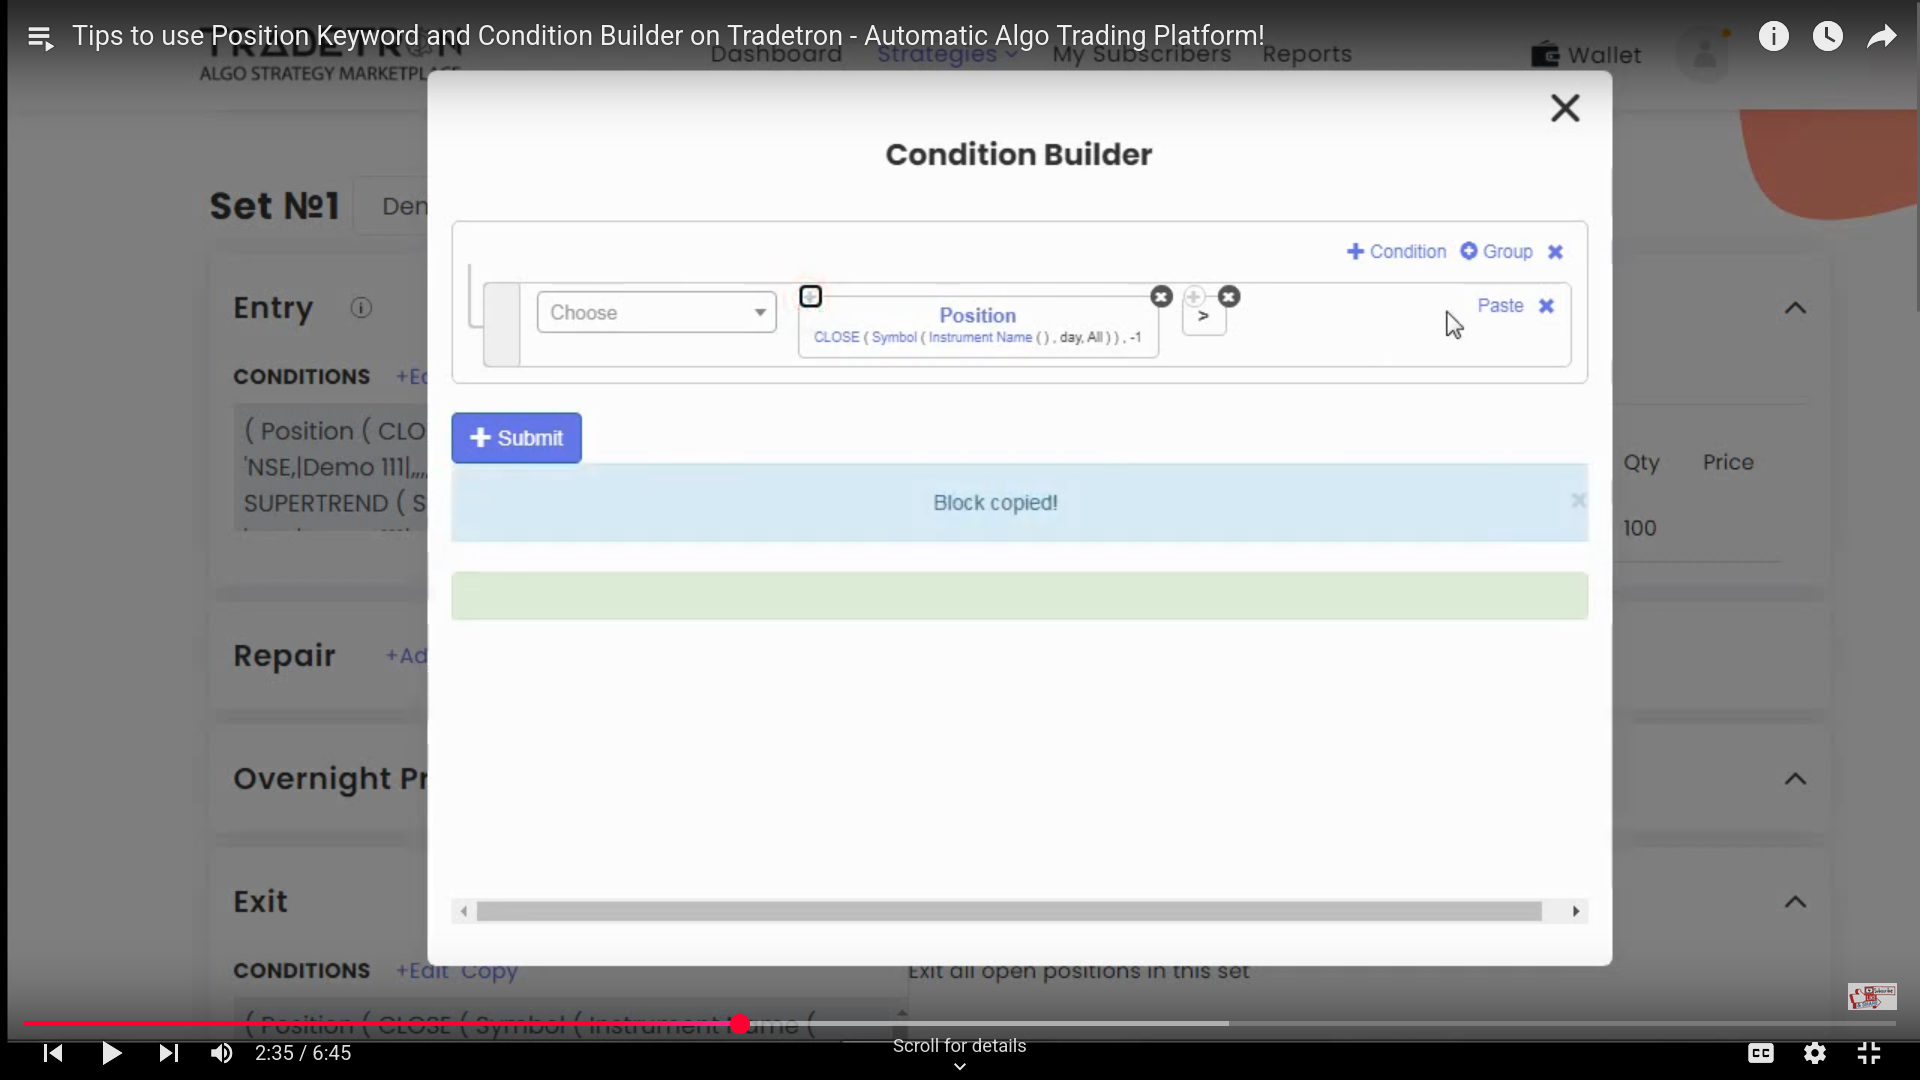 Tips to use Position Keyword and Condition Builder on Tradetron - Automatic Algo Trading Platform!
TRADETRON
ALGO STRATEGY MARKETPLACE
Dashboard Strategies My Subscribers Reports Wallet
Condition Builder
Set №1
+ Condition Group
Choose
Position
CLOSE ( Symbol ( Instrument Name ( ) , day, All ) ) , -1
>
Paste
Entry
CONDITIONS
( Position ( CLO
'NSE,|Demo 111|,,,,
SUPERTREND ( S
+ Submit
Block copied!
Qty Price
100
Repair +Ad
Overnight Pr
Exit
CONDITIONS +Edit Copy
Exit all open positions in this set
( Position ( CLOSE ( Symbol ( Instrument Name (
2:35 / 6:45
Scroll for details
CC